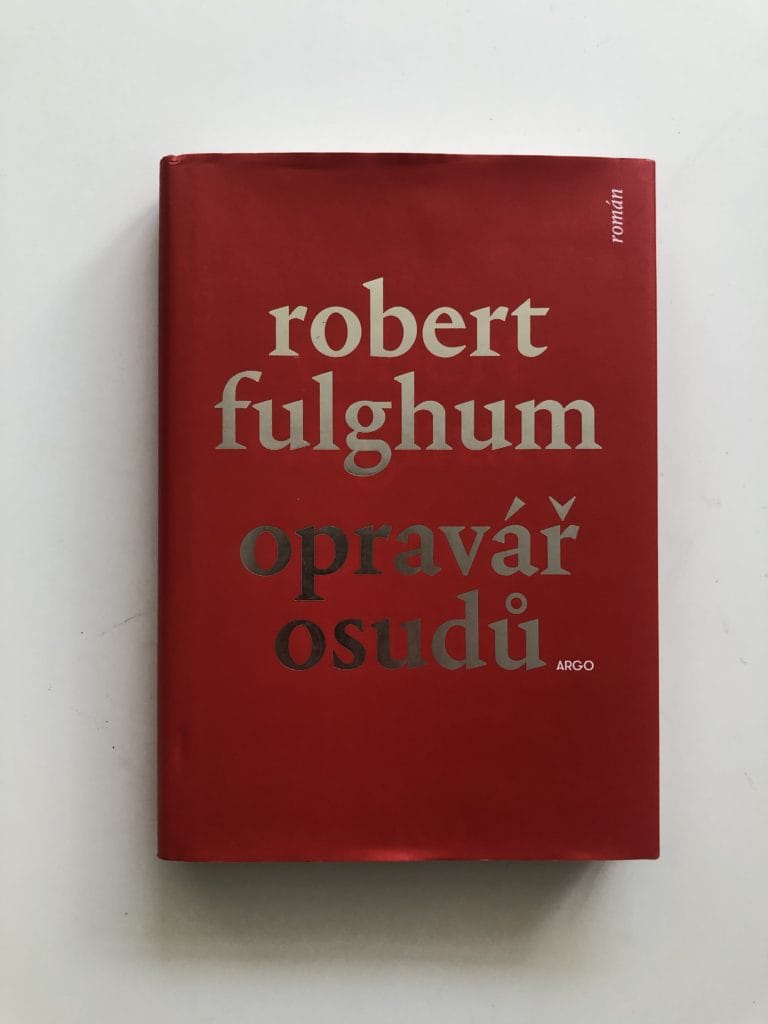 román
robert
fulghum
opravář
osudů
ARGO